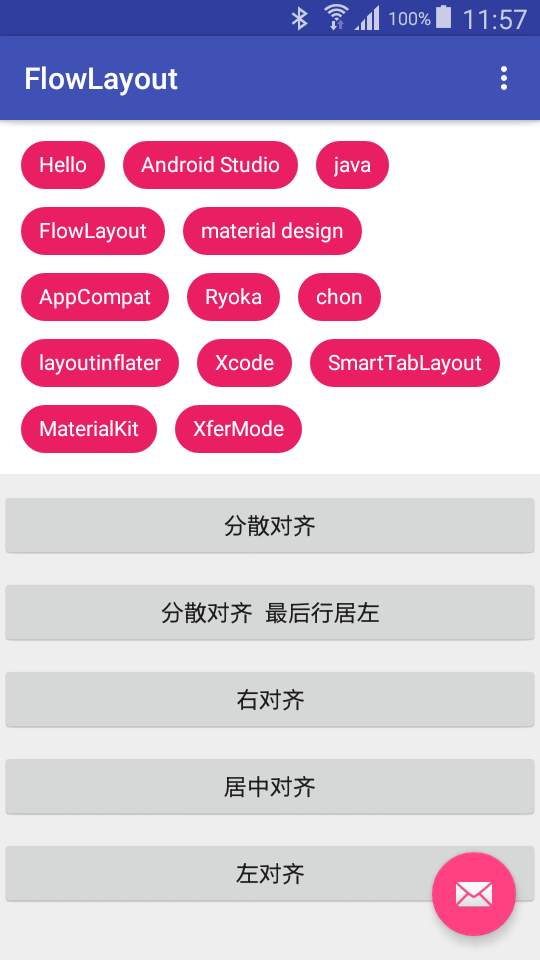 100% 11:57
FlowLayout
Hello Android Studio java
FlowLayout material design
AppCompat Ryoka chon
layoutinflater Xcode SmartTabLayout
MaterialKit XferMode
分散对齐
分散对齐 最后行居左
右对齐
居中对齐
左对齐